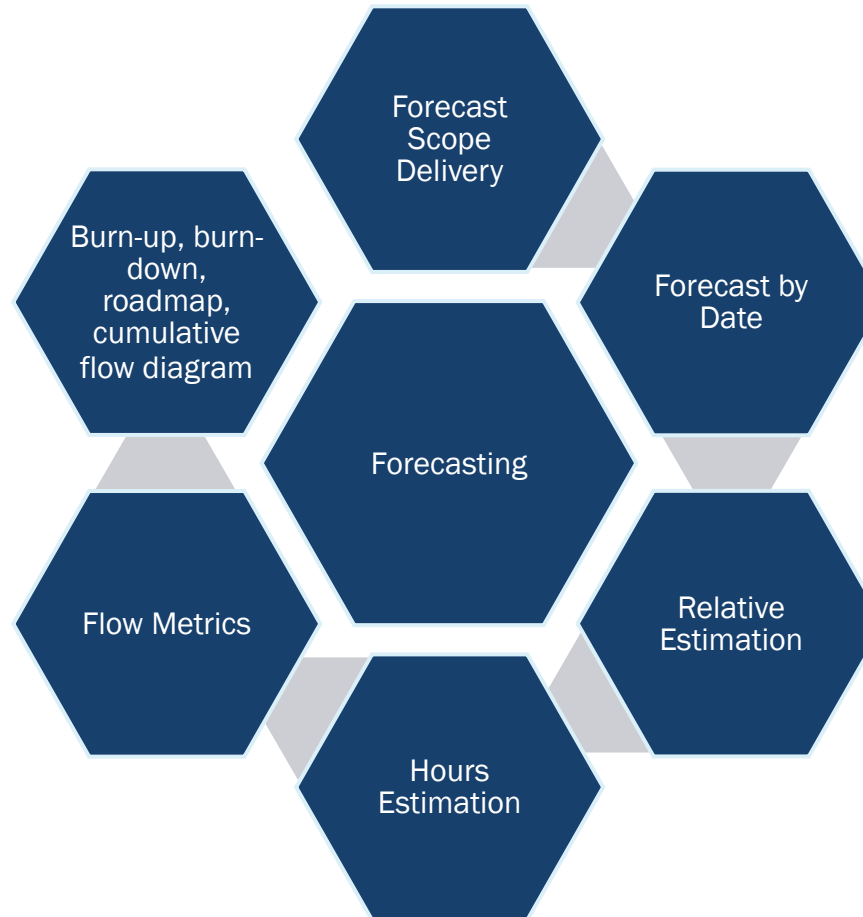 Forecast
Scope
Delivery
Burn-up, burn-
down,
roadmap,
cumulative
flow diagram
Forecast by
Date
Forecasting
Flow Metrics
Relative
Estimation
Hours
Estimation